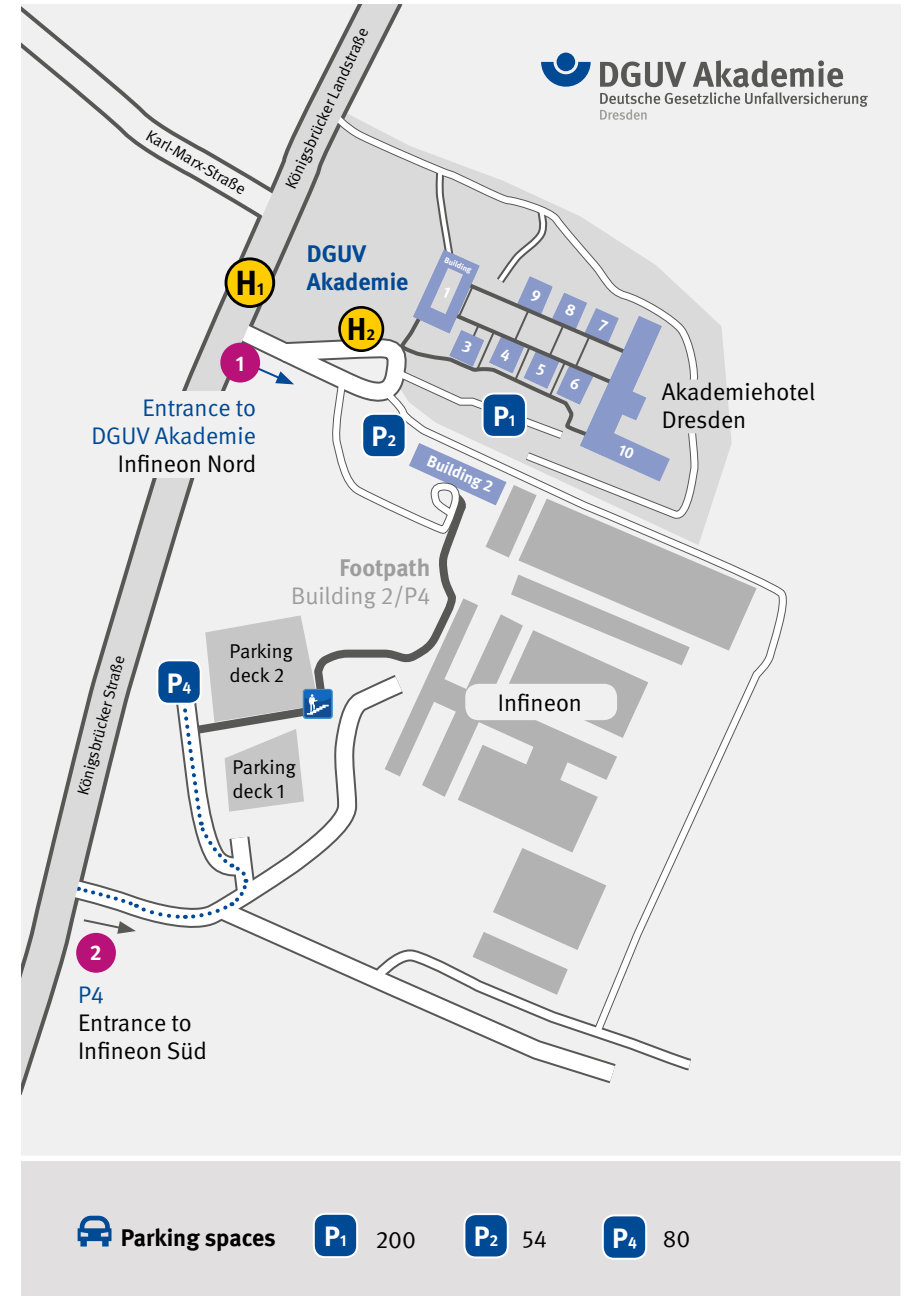 DGUV Akademie
Deutsche Gesetzliche Unfallversicherung
Dresden
Königsbrücker Landstraße
Karl-Marx-Straße
DGUV
Akademie
H1
H2
Building
1
9
8
7
3
4
5
6
10
Akademiehotel
Dresden
1
Entrance to
DGUV Akademie
Infineon Nord
P1
P2
Building 2
Footpath
Building 2/P4
Parking
deck 2
P4
Infineon
Parking
deck 1
Königsbrücker Straße
2
P4
Entrance to
Infineon Süd
Parking spaces
P1 200
P2 54
P4 80